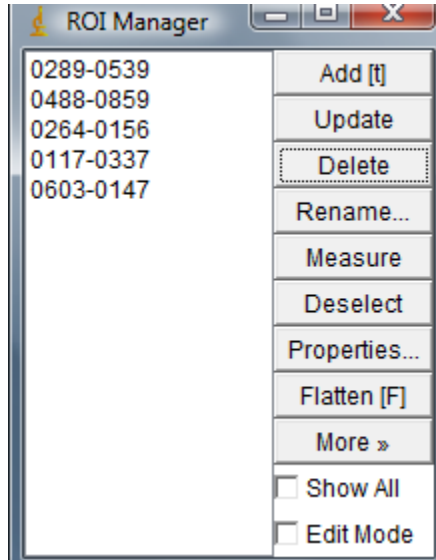 ROI Manager
0289-0539
0488-0859
0264-0156
0117-0337
0603-0147
Add [t]
Update
Delete
Rename...
Measure
Deselect
Properties...
Flatten [F]
More »
Show All
Edit Mode